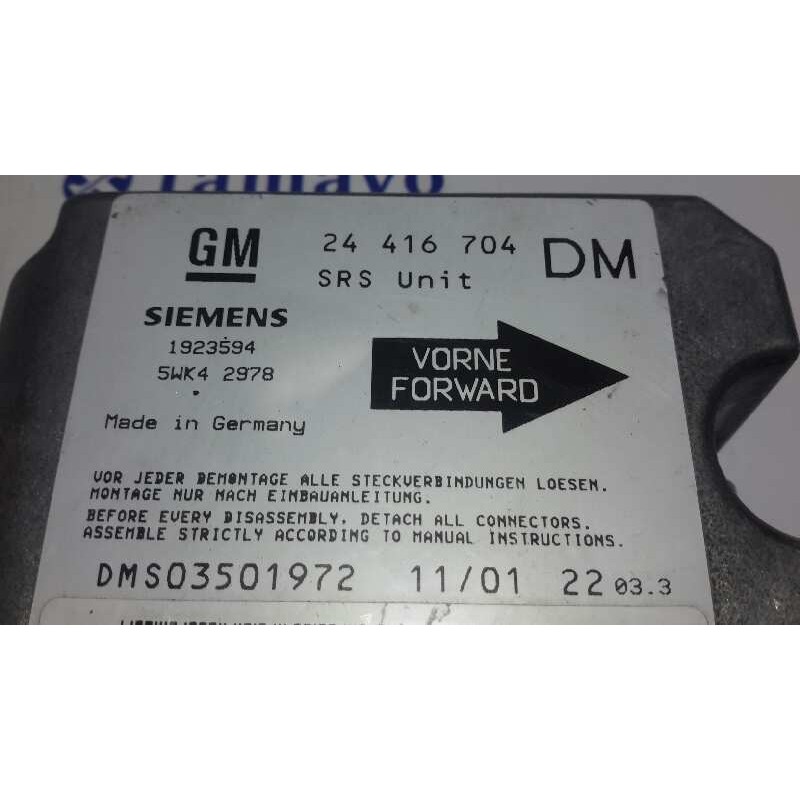 GM
24 416 704
DM
SRS Unit
SIEMENS
1923594
5WK4 2978
VORNE
FORWARD
Made in Germany
VOR JEDER DEMONTAGE ALLE STECKVERBINDUNGEN LOESEN.
MONTAGE NUR NACH EINBAUANLEITUNG.
BEFORE EVERY DISASSEMBLY, DETACH ALL CONNECTORS.
ASSEMBLE STRICTLY ACCORDING TO MANUAL INSTRUCTIONS.
DMS03501972 11/01 22 03.3